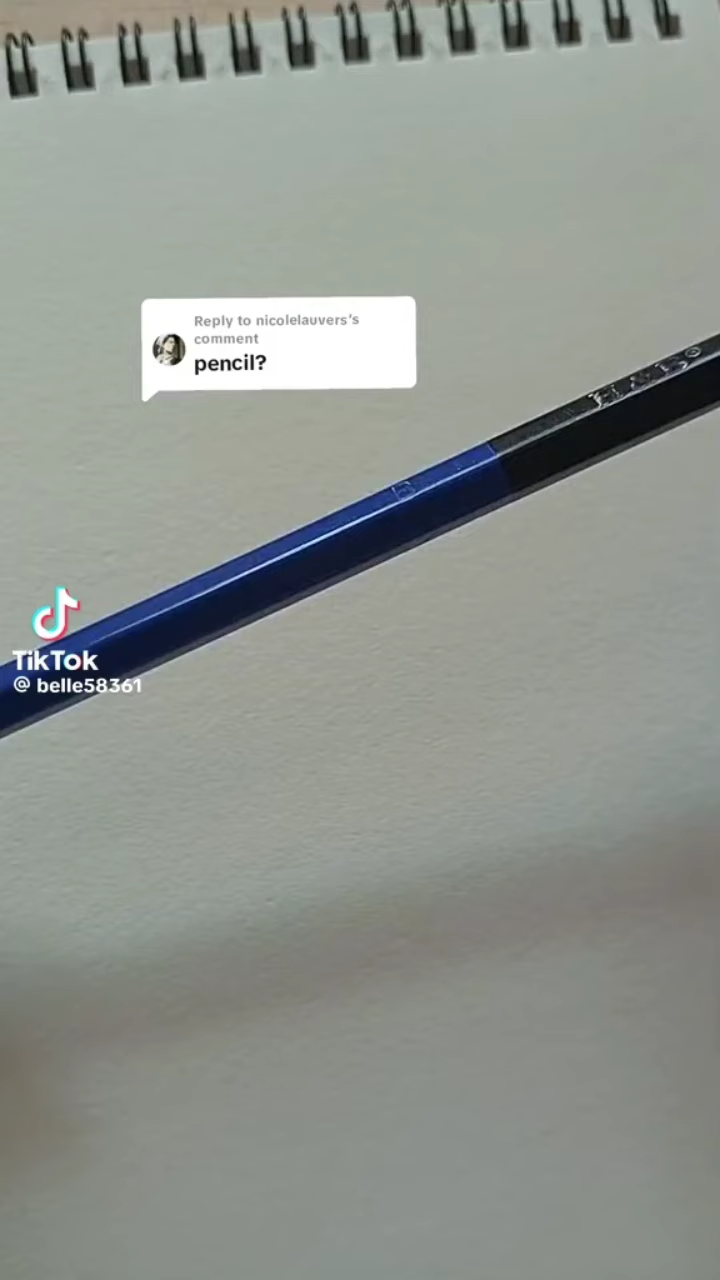 Reply to nicolelauvers's
comment
pencil?
TikTok
@ belle58361